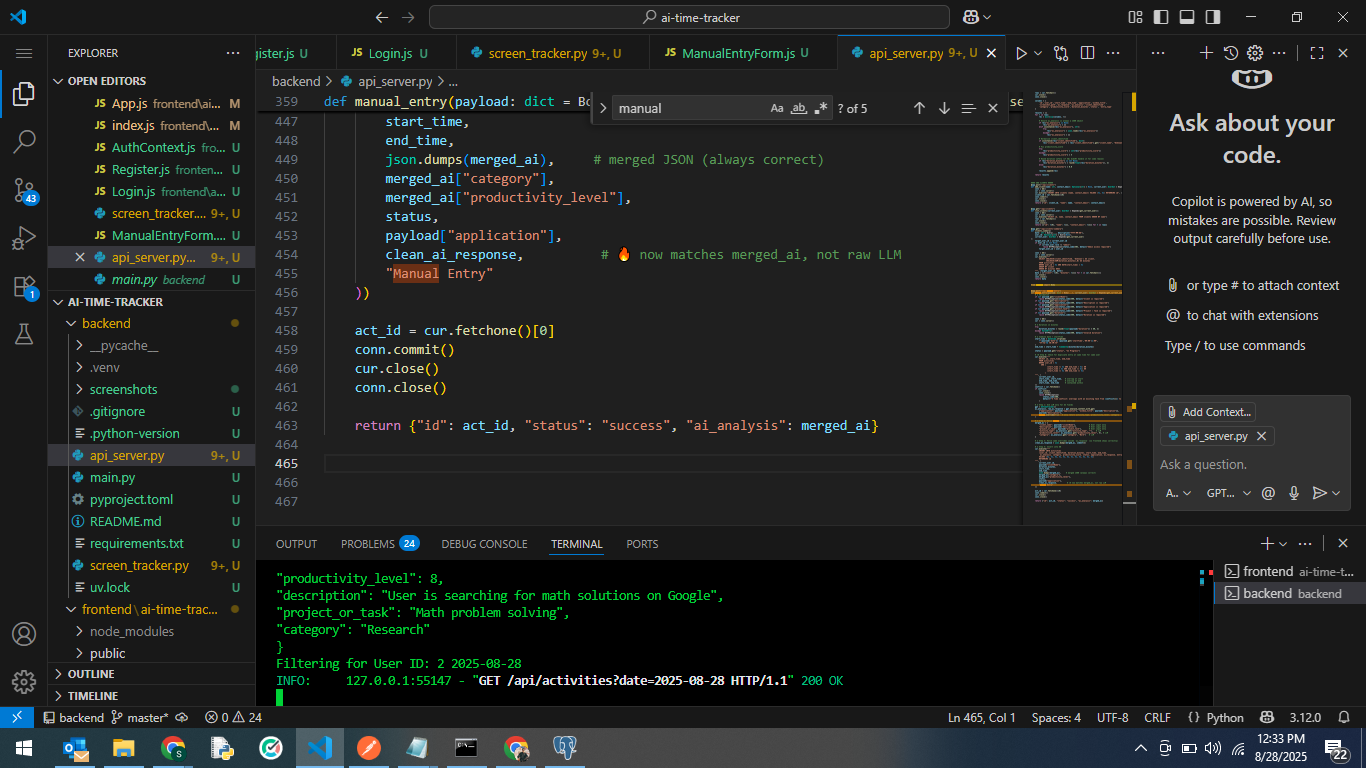 ai-time-tracker
EXPLORER
OPEN EDITORS
App.js frontend\ai... M
index.js frontend\a... M
AuthContext.js fro... U
Register.js fronten... U
Login.js frontend\a... U
screen_tracker.... 9+, U
ManualEntryForm.... U
api_server.py... 9+, U
main.py backend U
AI-TIME-TRACKER
backend
__pycache__
.venv
screenshots
.gitignore U
.python-version U
api_server.py 9+, U
main.py U
pyproject.toml U
README.md U
requirements.txt U
screen_tracker.py 9+, U
uv.lock U
frontend \ ai-time-trac...
node_modules
public
OUTLINE
TIMELINE
43
1
gister.js U
JS Login.js U
screen_tracker.py 9+, U
JS ManualEntryForm.js U
api_server.py 9+, U
backend > api_server.py > ...
manual
Aa ab .* ? of 5
359 def manual_entry(payload: dict = Bo
447 start_time,
448 end_time,
449 json.dumps(merged_ai), # merged JSON (always correct)
450 merged_ai["category"],
451 merged_ai["productivity_level"],
452 status,
453 payload["application"],
454 clean_ai_response, # 🔥 now matches merged_ai, not raw LLM
455 "Manual Entry"
456 ))
457
458 act_id = cur.fetchone()[0]
459 conn.commit()
460 cur.close()
461 conn.close()
462
463 return {"id": act_id, "status": "success", "ai_analysis": merged_ai}
464
465
466
467
OUTPUT PROBLEMS 24 DEBUG CONSOLE TERMINAL PORTS
"productivity_level": 8,
"description": "User is searching for math solutions on Google",
"project_or_task": "Math problem solving",
"category": "Research"
}
Filtering for User ID: 2 2025-08-28
INFO: 127.0.0.1:55147 - "GET /api/activities?date=2025-08-28 HTTP/1.1" 200 OK
frontend ai-time-t...
backend backend
Ask about your
code.
Copilot is powered by AI, so
mistakes are possible. Review
output carefully before use.
or type # to attach context
@ to chat with extensions
Type / to use commands
Add Context...
api_server.py
Ask a question.
A.. GPT...
backend master* 0 24
Ln 465, Col 1 Spaces: 4 UTF-8 CRLF {} Python 3.12.0
12:33 PM
8/28/2025
22